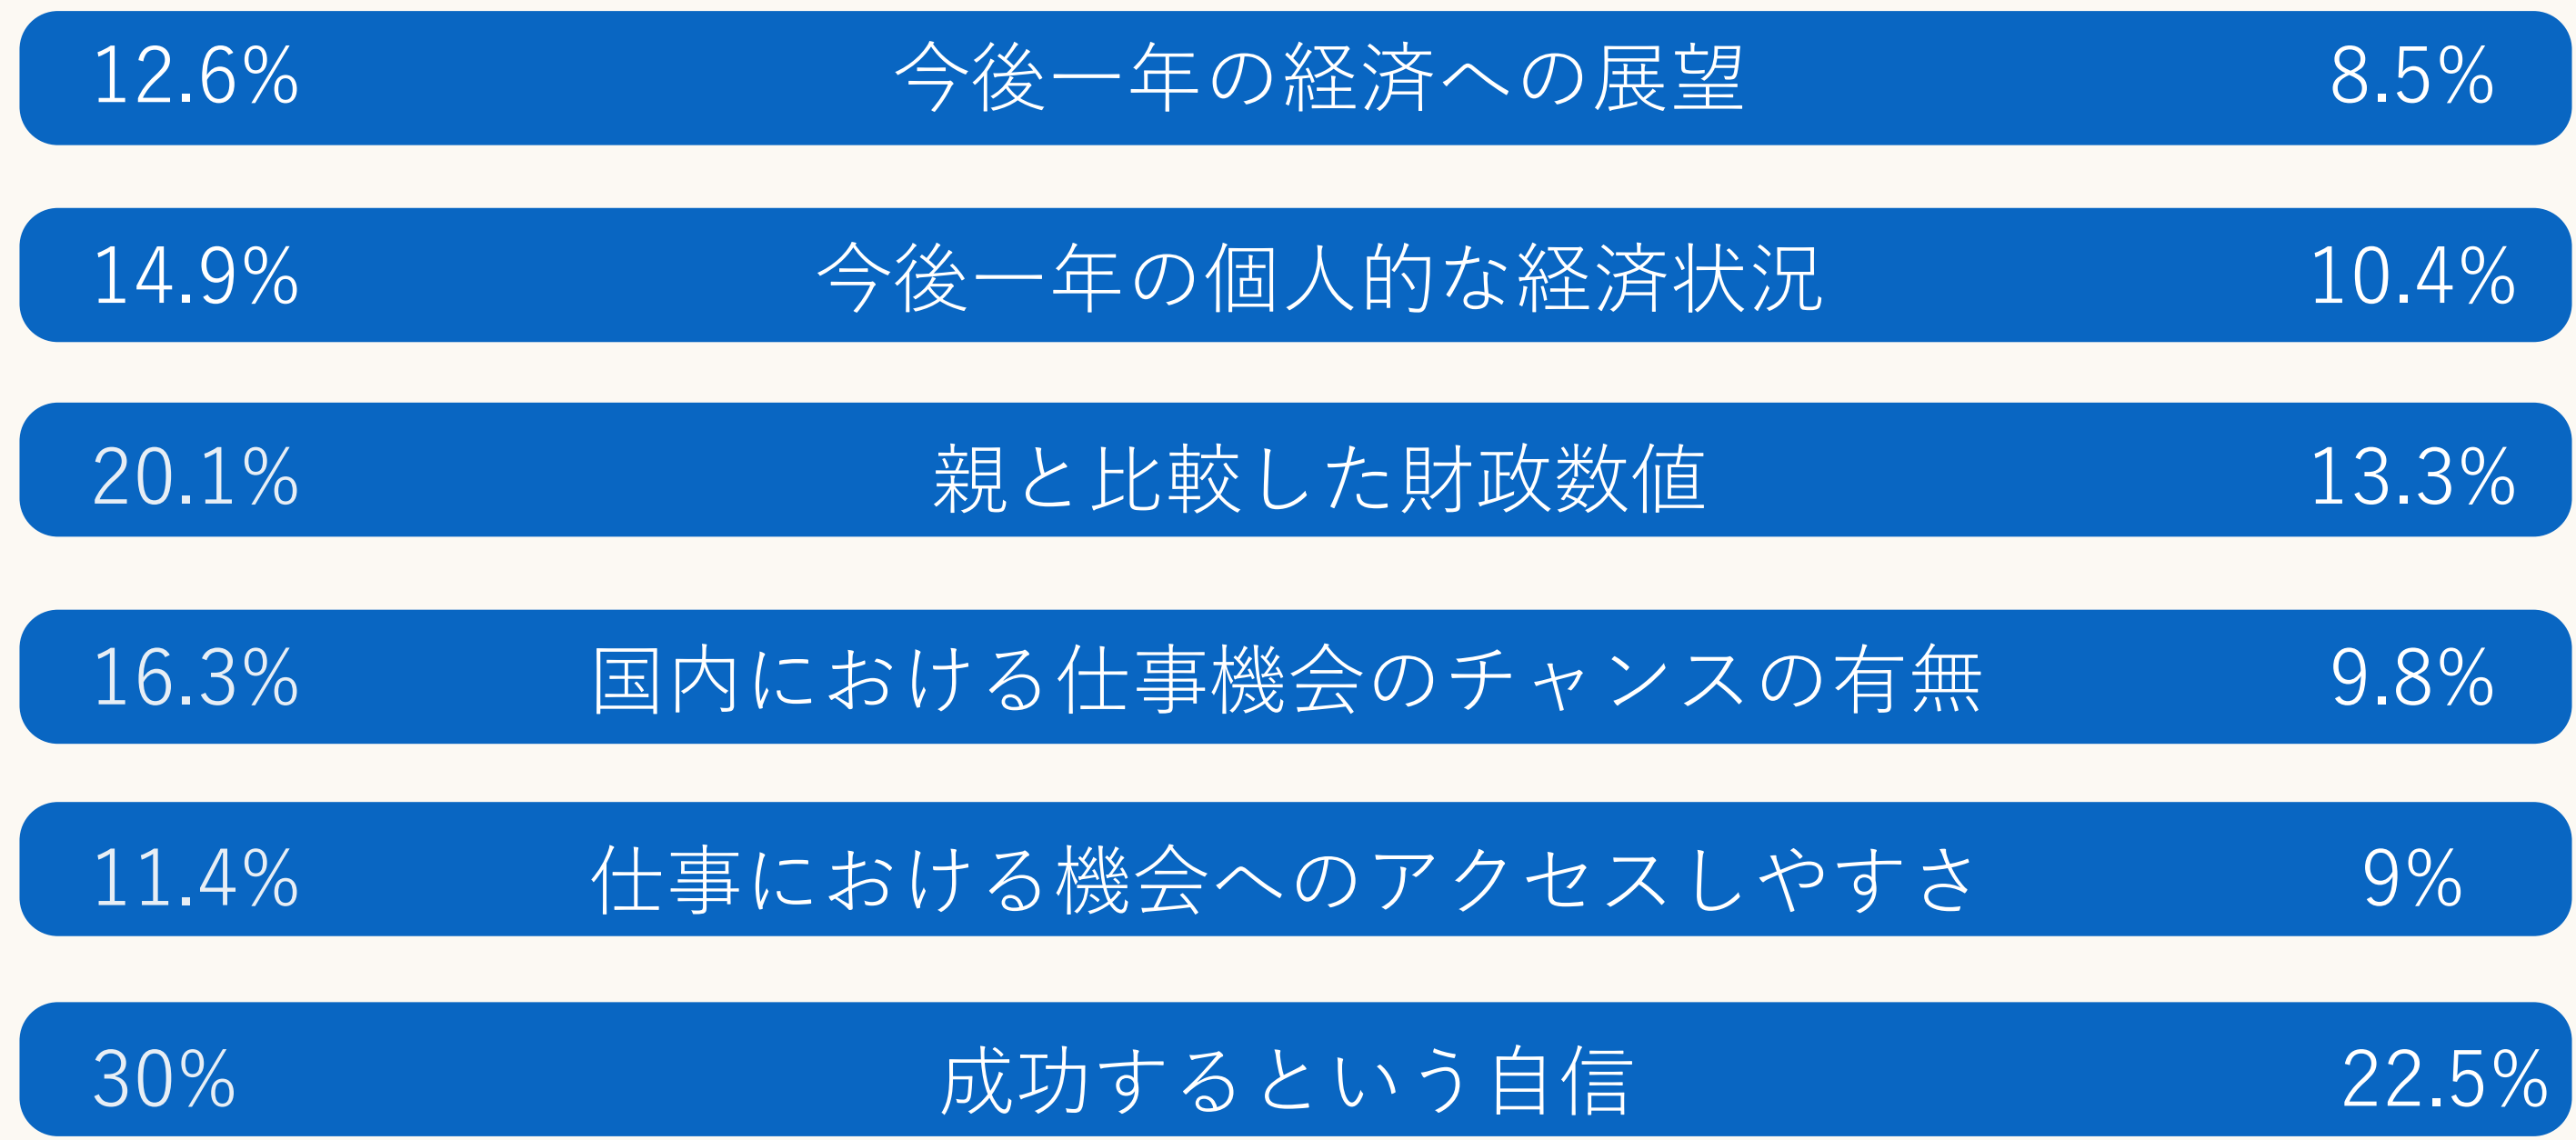 12.6% 今後一年の経済への展望 8.5%
14.9% 今後一年の個人的な経済状況 10.4%
20.1% 親と比較した財政数値 13.3%
16.3% 国内における仕事機会のチャンスの有無 9.8%
11.4% 仕事における機会へのアクセスしやすさ 9%
30% 成功するという自信 22.5%